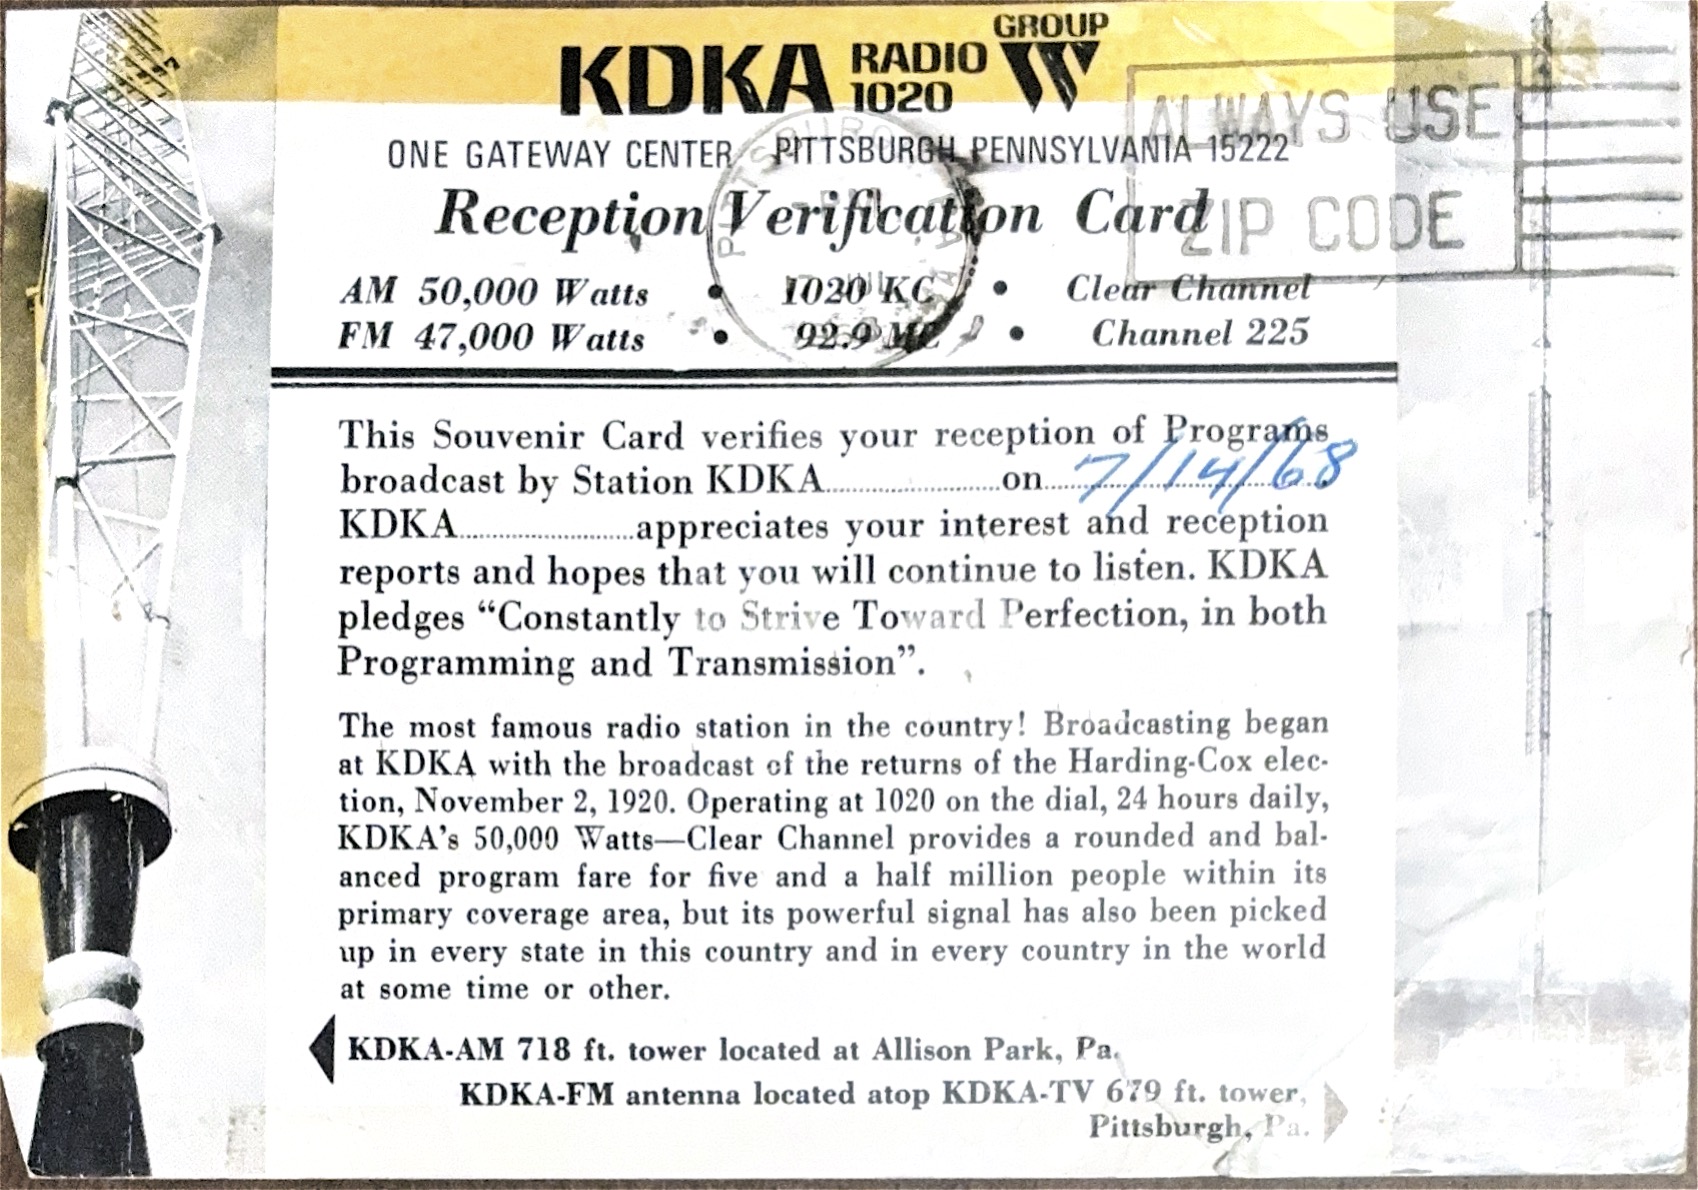 GROUP
KDKA RADIO 1020 W
ONE GATEWAY CENTER PITTSBURGH, PENNSYLVANIA 15222
ALWAYS USE
ZIP CODE
Reception Verification Card
AM 50,000 Watts • 1020 KC • Clear Channel
FM 47,000 Watts • 92.9 MC • Channel 225
This Souvenir Card verifies your reception of Programs
broadcast by Station KDKA..........................on 7/14/68
KDKA..........................appreciates your interest and reception
reports and hopes that you will continue to listen. KDKA
pledges “Constantly to Strive Toward Perfection, in both
Programming and Transmission”.
The most famous radio station in the country! Broadcasting began
at KDKA with the broadcast of the returns of the Harding-Cox elec-
tion, November 2, 1920. Operating at 1020 on the dial, 24 hours daily,
KDKA’s 50,000 Watts—Clear Channel provides a rounded and bal-
anced program fare for five and a half million people within its
primary coverage area, but its powerful signal has also been picked
up in every state in this country and in every country in the world
at some time or other.
KDKA-AM 718 ft. tower located at Allison Park, Pa.
KDKA-FM antenna located atop KDKA-TV 679 ft. tower,
Pittsburgh, Pa.